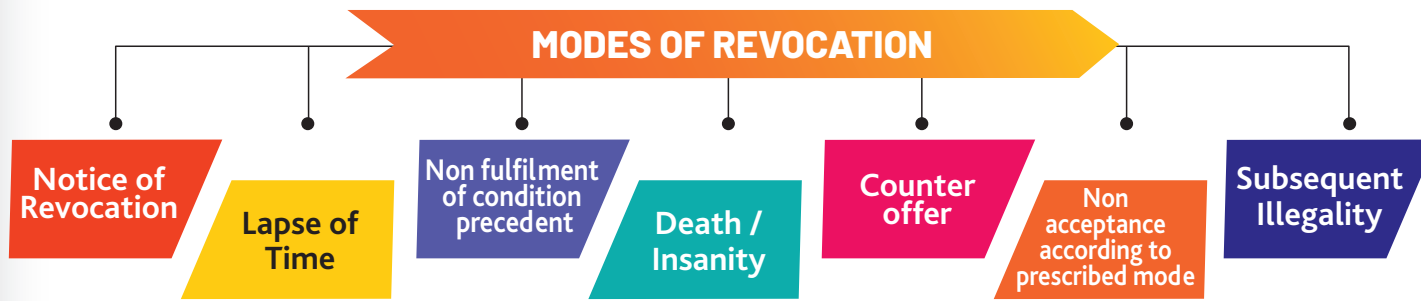 MODES OF REVOCATION
Notice of
Revocation
Lapse of
Time
Non fulfilment
of condition
precedent
Death /
Insanity
Counter
offer
Non
acceptance
according to
prescribed mode
Subsequent
Illegality